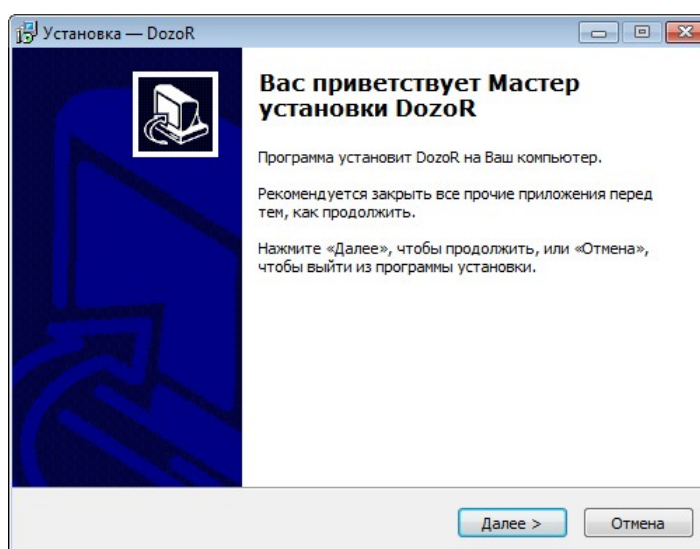 Установка — DozoR
Вас приветствует Мастер
установки DozoR
Программа установит DozoR на Ваш компьютер.
Рекомендуется закрыть все прочие приложения перед
тем, как продолжить.
Нажмите «Далее», чтобы продолжить, или «Отмена»,
чтобы выйти из программы установки.
Далее >
Отмена